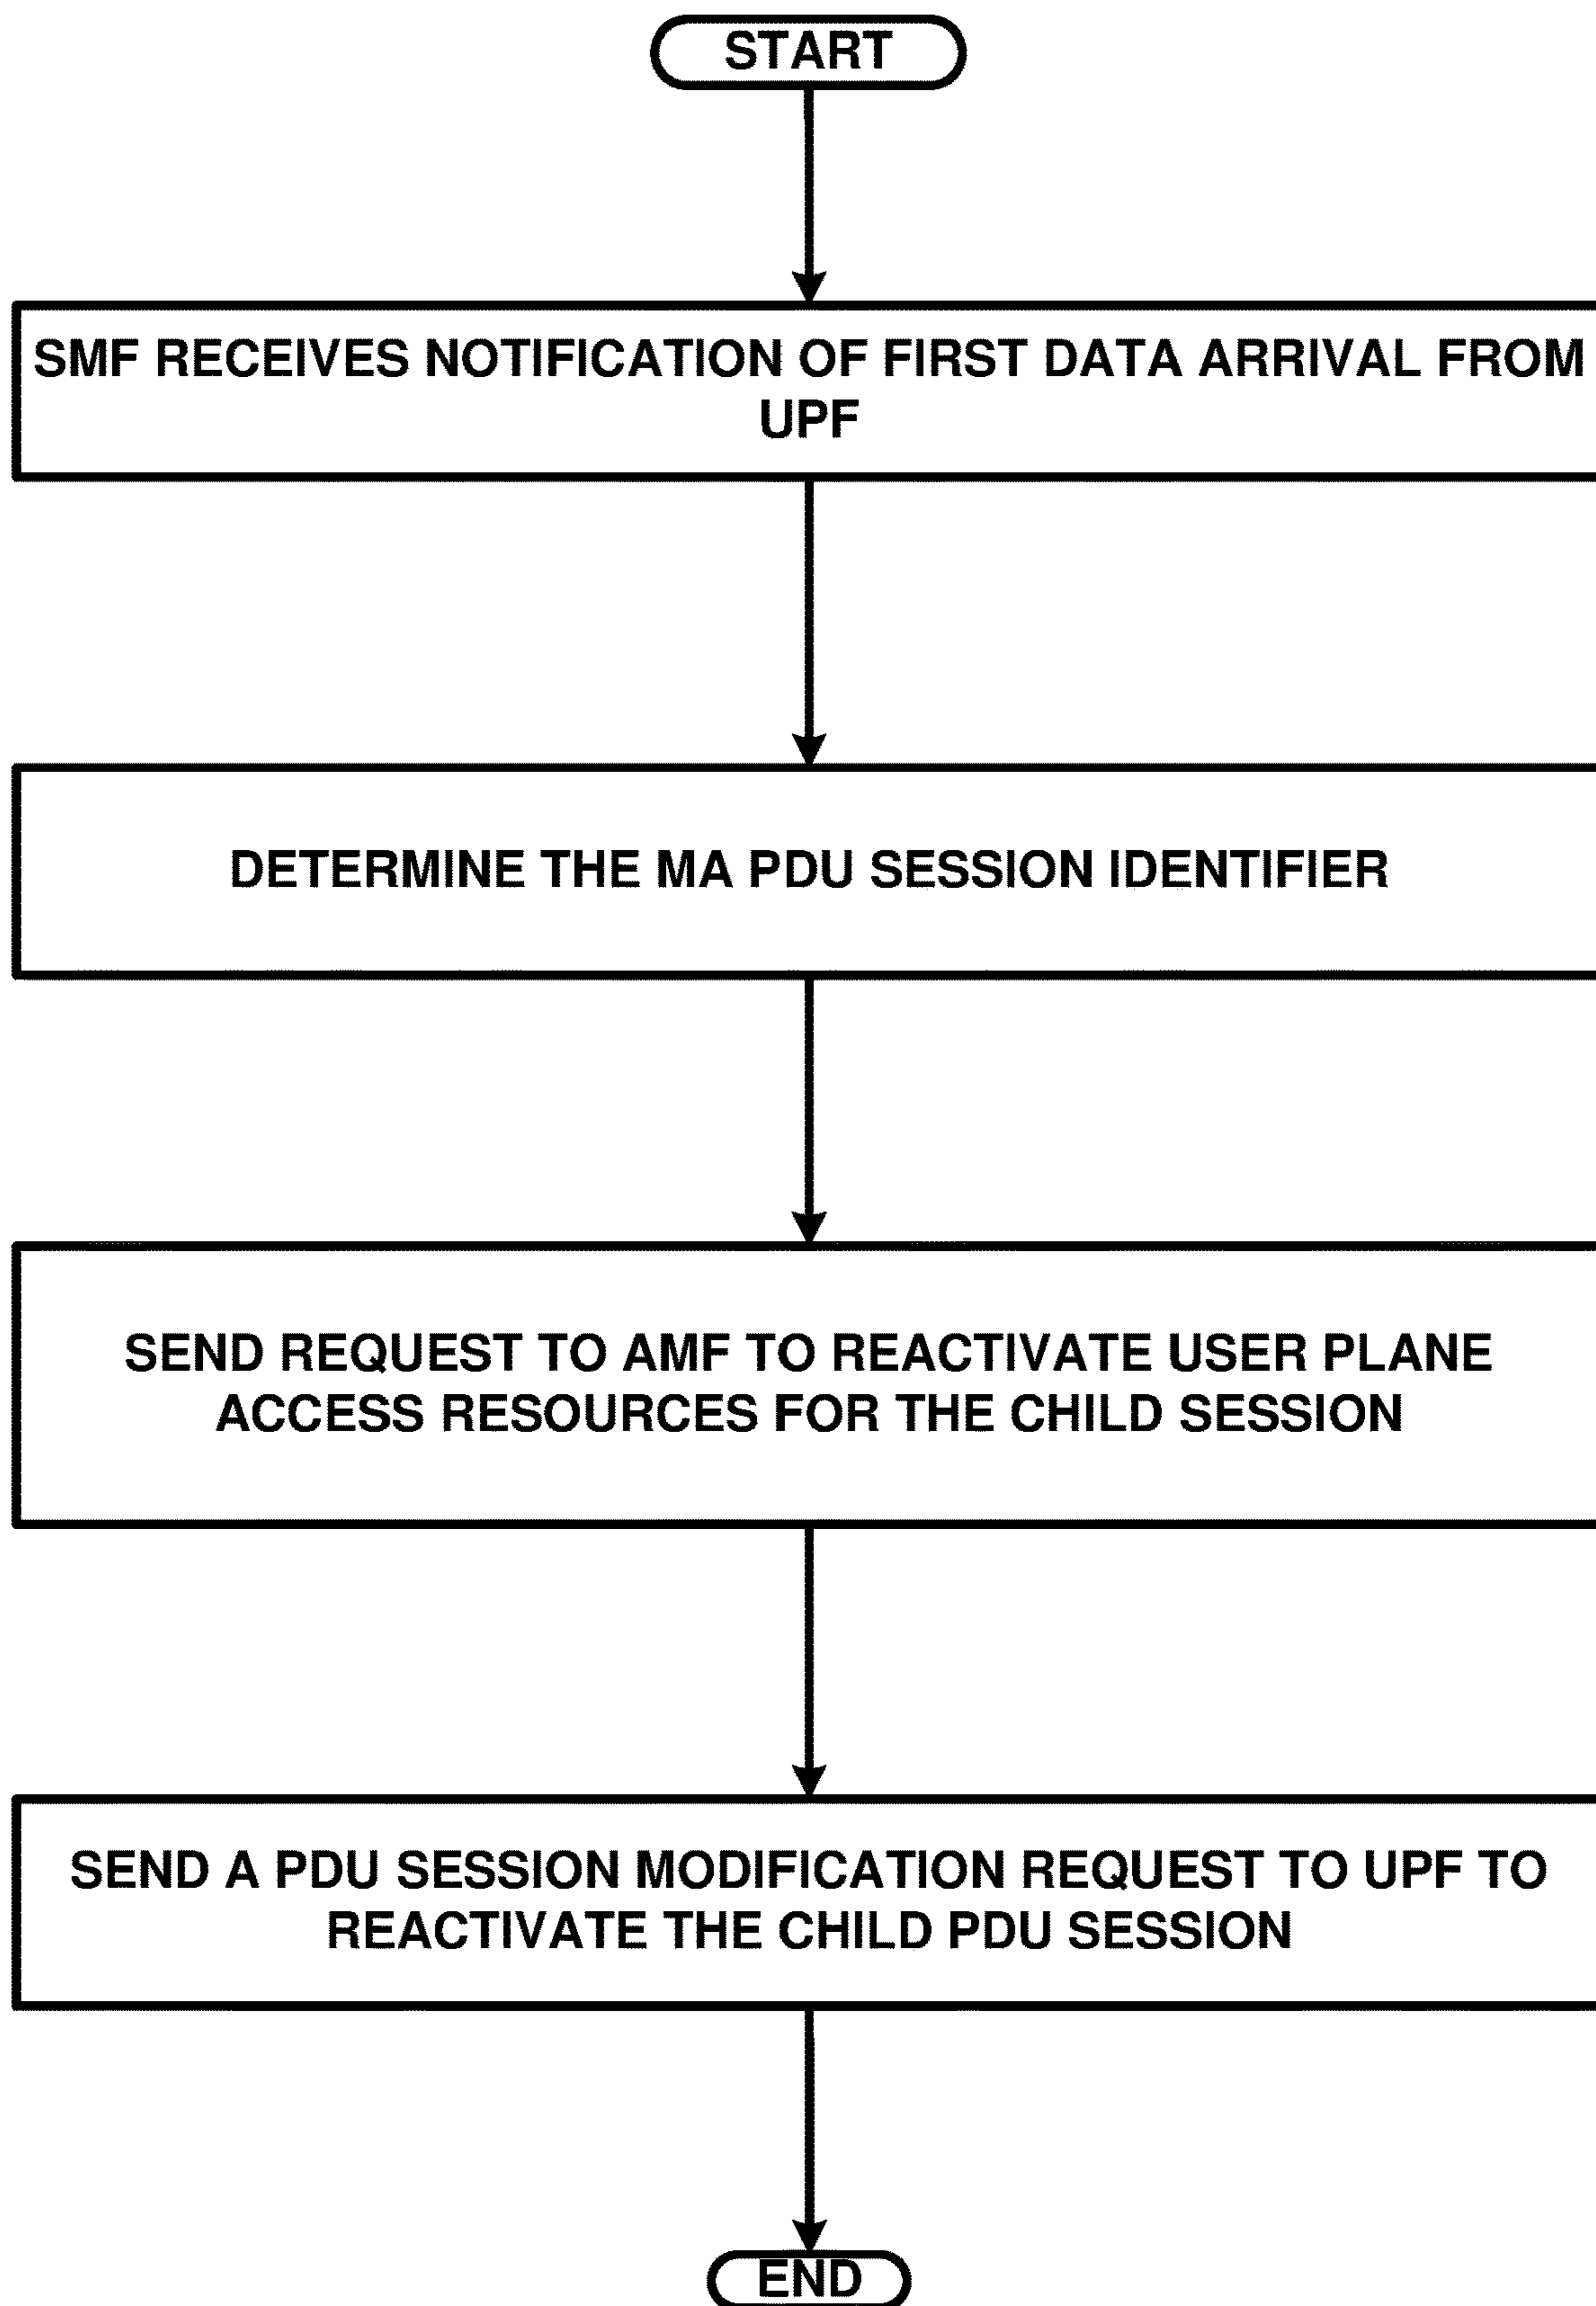 START
SMF RECEIVES NOTIFICATION OF FIRST DATA ARRIVAL FROM
UPF
DETERMINE THE MA PDU SESSION IDENTIFIER
SEND REQUEST TO AMF TO REACTIVATE USER PLANE
ACCESS RESOURCES FOR THE CHILD SESSION
SEND A PDU SESSION MODIFICATION REQUEST TO UPF TO
REACTIVATE THE CHILD PDU SESSION
END